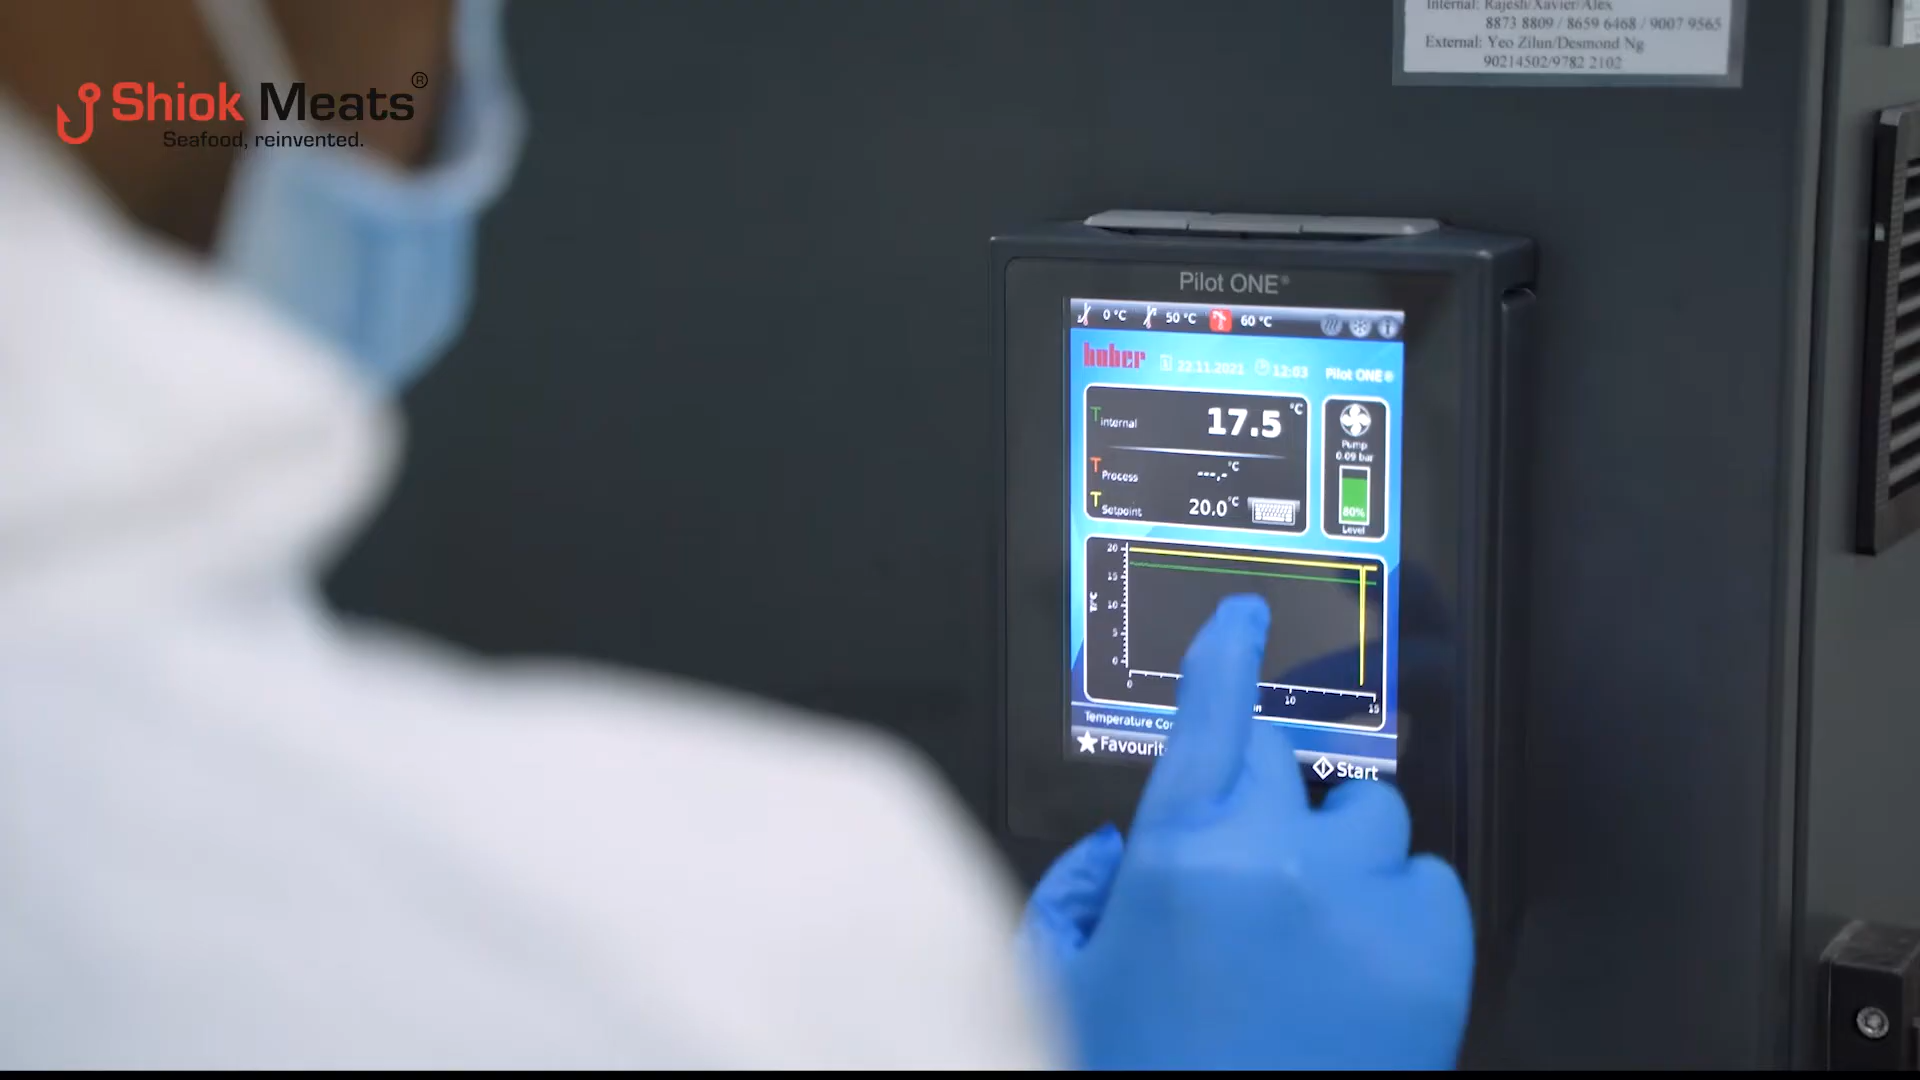 Internal: Rajesh/Xavier/Alex
8873 8809 / 8659 6468 / 9007 9565
External: Yeo Zilun/Desmond Ng
90214502/9782 2102
Shiok Meats®
Seafood, reinvented.
Pilot ONE®
0 °C 50 °C 60 °C
huber 22.11.2021 12:03 Pilot ONE®
T Internal 17.5 °C
Pump
0.09 bar
T Process ---.- °C
T Setpoint 20.0 °C
80%
Level
20
15
10
5
0
T/°C
0 10 15
Temperature Co
Favourit
Start